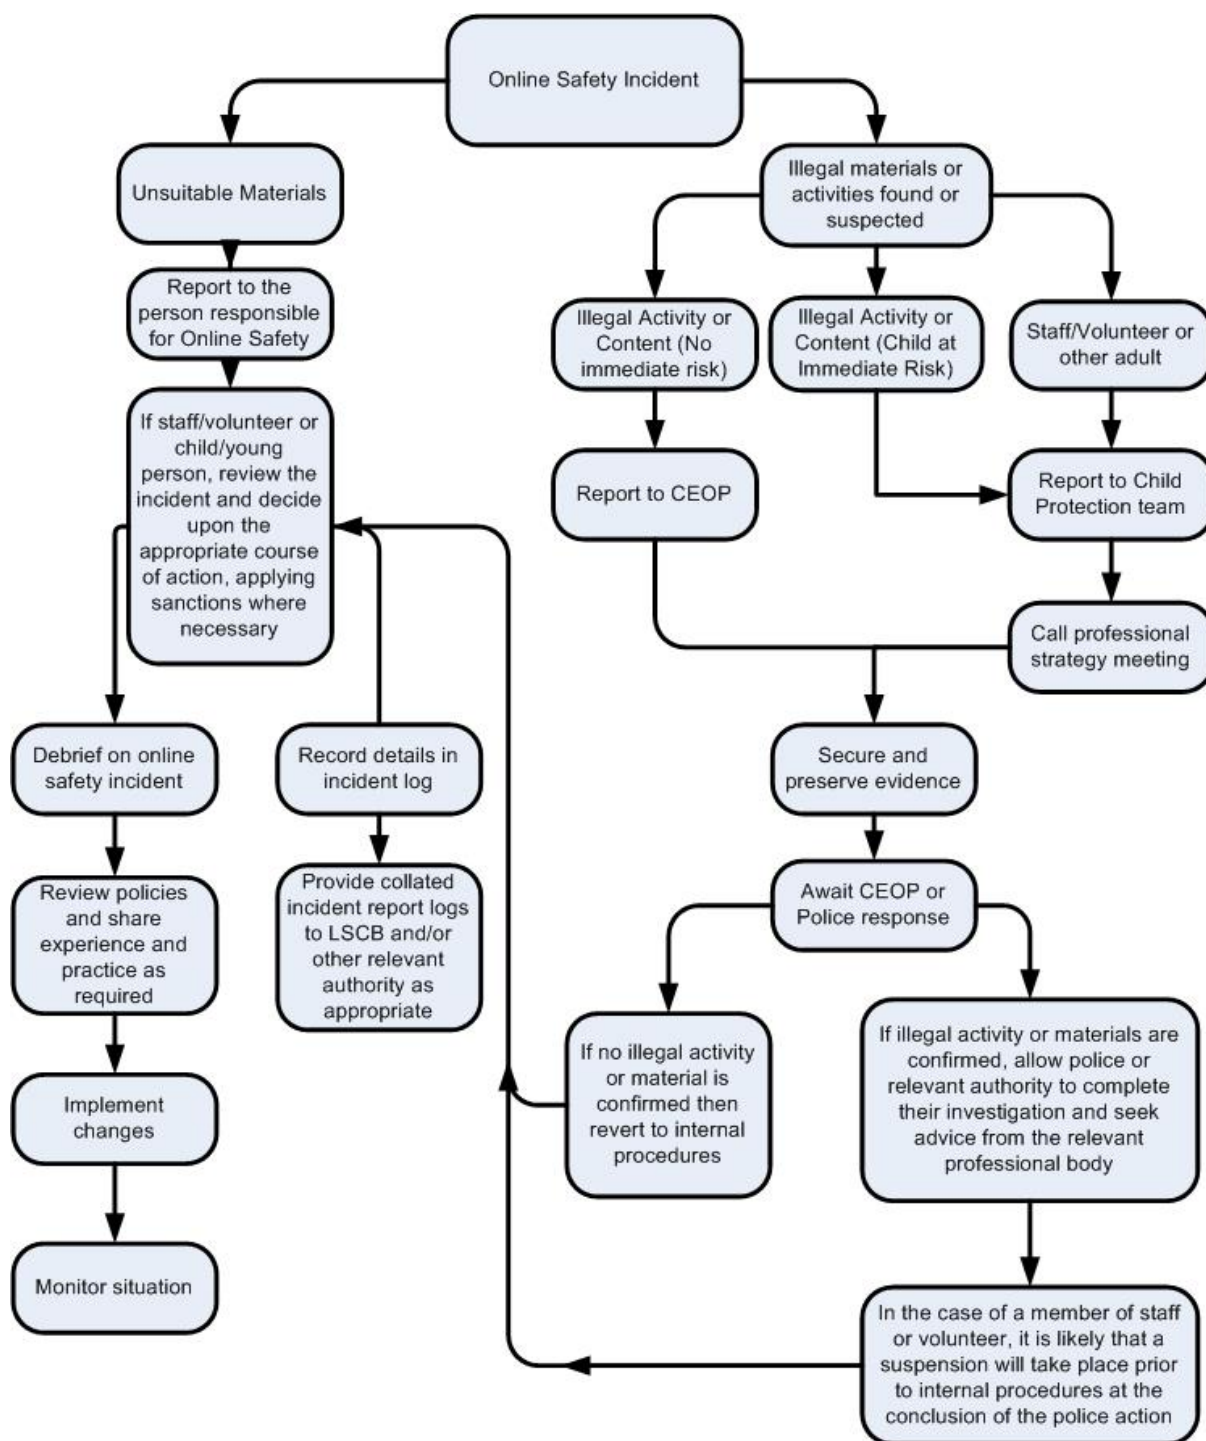 Online Safety Incident
Unsuitable Materials
Illegal materials or
activities found or
suspected
Report to the
person responsible
for Online Safety
Illegal Activity or
Content (No
immediate risk)
Illegal Activity or
Content (Child at
Immediate Risk)
Staff/Volunteer or
other adult
If staff/volunteer or
child/young
person, review the
incident and decide
upon the
appropriate course
of action, applying
sanctions where
necessary
Report to CEOP
Report to Child
Protection team
Call professional
strategy meeting
Debrief on online
safety incident
Record details in
incident log
Secure and
preserve evidence
Review policies
and share
experience and
practice as
required
Provide collated
incident report logs
to LSCB and/or
other relevant
authority as
appropriate
Await CEOP or
Police response
If no illegal activity
or material is
confirmed then
revert to internal
procedures
If illegal activity or materials are
confirmed, allow police or
relevant authority to complete
their investigation and seek
advice from the relevant
professional body
Implement
changes
Monitor situation
In the case of a member of staff
or volunteer, it is likely that a
suspension will take place prior
to internal procedures at the
conclusion of the police action